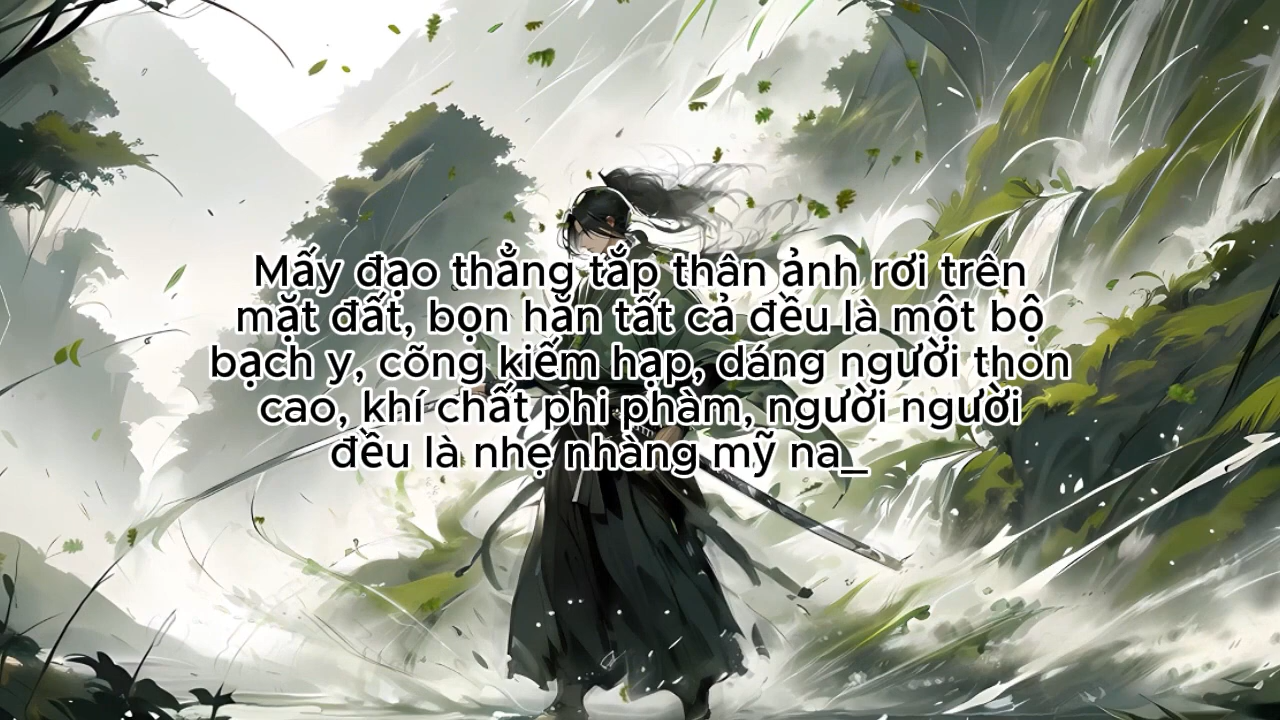 Mấy đạo thẳng tắp thân ảnh rơi trên
mặt đất, bọn hắn tất cả đều là một bộ
bạch y, cõng kiếm hạp, dáng người thon
cao, khí chất phi phàm, người người
đều là nhẹ nhàng mỹ na_